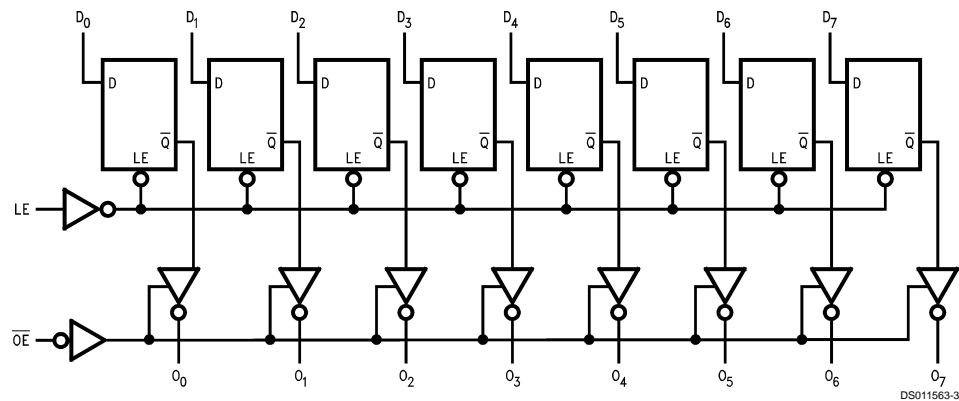 D0 D1 D2 D3 D4 D5 D6 D7
D D D D D D D D
Q̅ Q̅ Q̅ Q̅ Q̅ Q̅ Q̅ Q̅
LE LE LE LE LE LE LE LE
LE
O̅E̅
O0 O1 O2 O3 O4 O5 O6 O7
DS011563-3